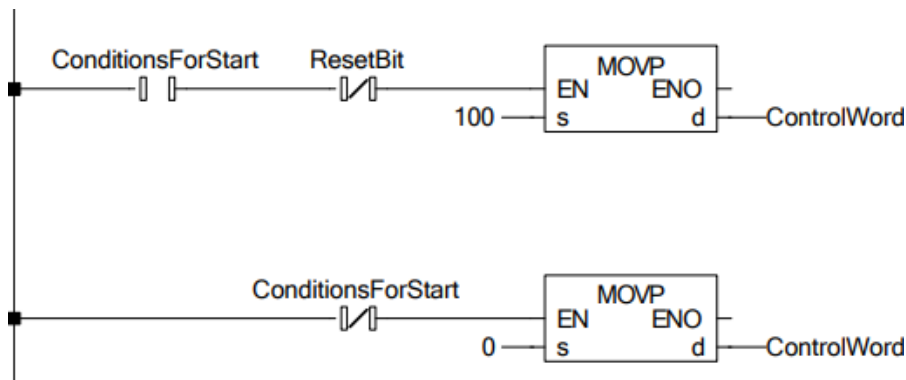 ConditionsForStart ResetBit
MOVP
EN ENO
100 s d ControlWord
ConditionsForStart
MOVP
EN ENO
0 s d ControlWord